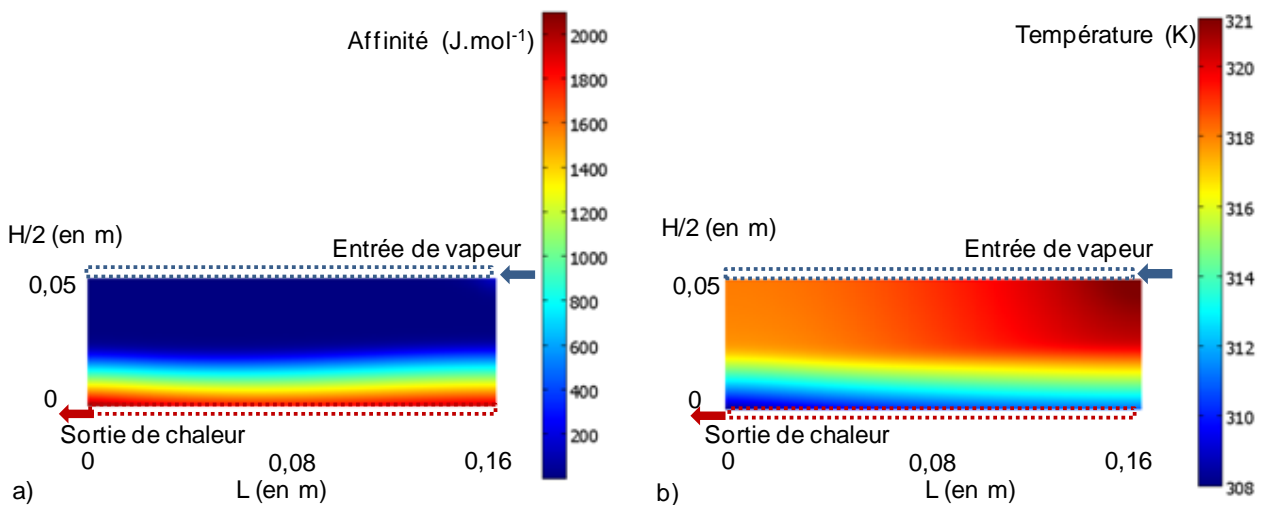 Affinité (J.mol-1)
2000
1800
1600
1400
1200
1000
800
600
400
200
H/2 (en m)
Entrée de vapeur
0,05
0
Sortie de chaleur
0 0,08 0,16
a) L (en m)
Température (K)
321
320
318
316
314
312
310
308
H/2 (en m)
Entrée de vapeur
0,05
0
Sortie de chaleur
0 0,08 0,16
b) L (en m)